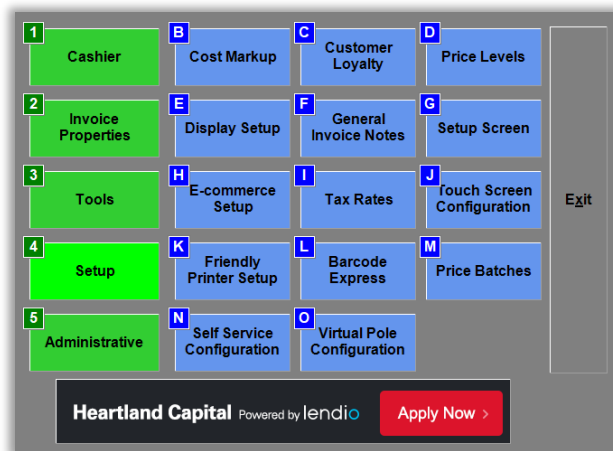 1
Cashier
B
Cost Markup
C
Customer
Loyalty
D
Price Levels
2
Invoice
Properties
E
Display Setup
F
General
Invoice Notes
G
Setup Screen
3
Tools
H
E-commerce
Setup
I
Tax Rates
J
Touch Screen
Configuration
Exit
4
Setup
K
Friendly
Printer Setup
L
Barcode
Express
M
Price Batches
5
Administrative
N
Self Service
Configuration
O
Virtual Pole
Configuration
Heartland Capital Powered by lendio
Apply Now >